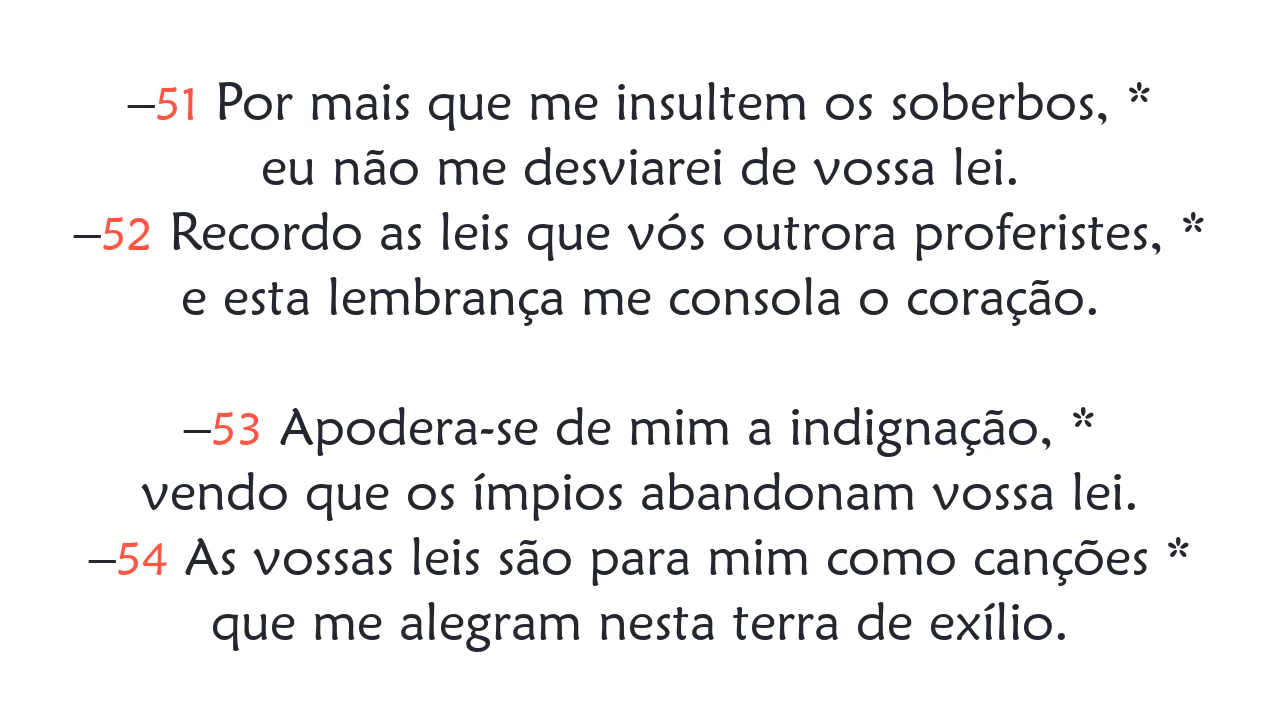 –51 Por mais que me insultem os soberbos, *
eu não me desviarei de vossa lei.
–52 Recordo as leis que vós outrora proferistes, *
e esta lembrança me consola o coração.
–53 Apodera-se de mim a indignação, *
vendo que os ímpios abandonam vossa lei.
–54 As vossas leis são para mim como canções *
que me alegram nesta terra de exílio.